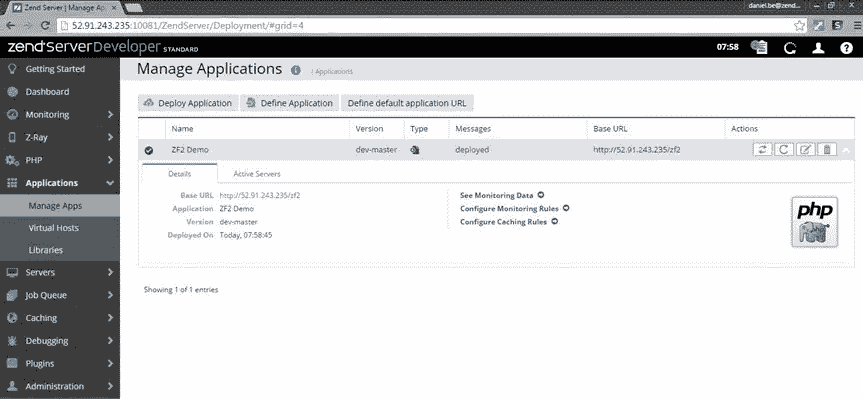 Zend Server | Manage Ap
daniel.be@zend...
52.91.243.235:10081/ZendServer/Deployment/#grid=4
zend server Developer STANDARD
07:58
Getting Started
Dashboard
Monitoring
Z-Ray
PHP
Applications
Manage Apps
Virtual Hosts
Libraries
Servers
Job Queue
Caching
Debugging
Plugins
Administration
Manage Applications
/ Applications
Deploy Application Define Application Define default application URL
Name Version Type Messages Base URL Actions
ZF2 Demo dev-master deployed http://52.91.243.235/zf2
Details Active Servers
Base URL http://52.91.243.235/zf2
Application ZF2 Demo
Version dev-master
Deployed On Today, 07:58:45
See Monitoring Data
Configure Monitoring Rules
Configure Caching Rules
php
Showing 1 of 1 entries